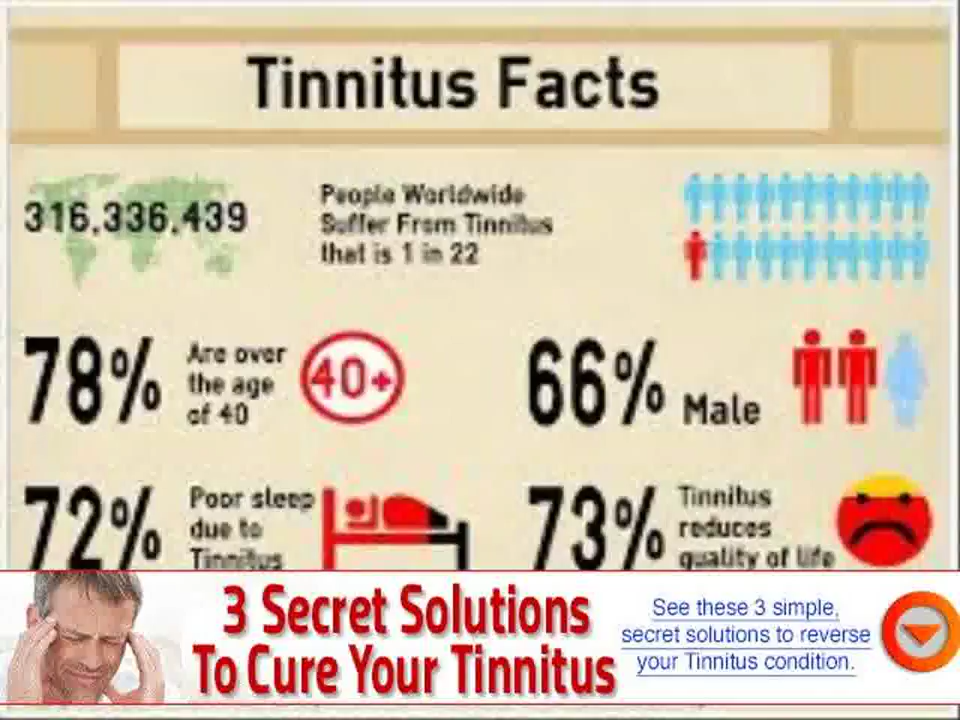 Tinnitus Facts
316,336,439
People Worldwide
Suffer From Tinnitus
that is 1 in 22
78%
Are over
the age
of 40
40+
66%
Male
72%
Poor sleep
due to
Tinnitus
73%
Tinnitus
reduces
quality of life
3 Secret Solutions
To Cure Your Tinnitus
See these 3 simple,
secret solutions to reverse
your Tinnitus condition.